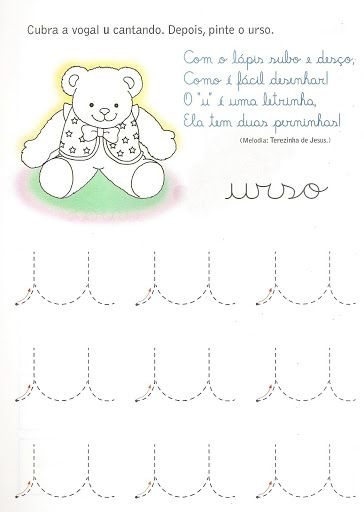 Cubra a vogal u cantando. Depois, pinte o urso.
Com o lápis subo e desço,
Como é fácil desenhar!
O "u" é uma letrinha,
Ela tem duas perninhas!
(Melodia: Terezinha de Jesus.)
urso
u u u
u u u
u u u